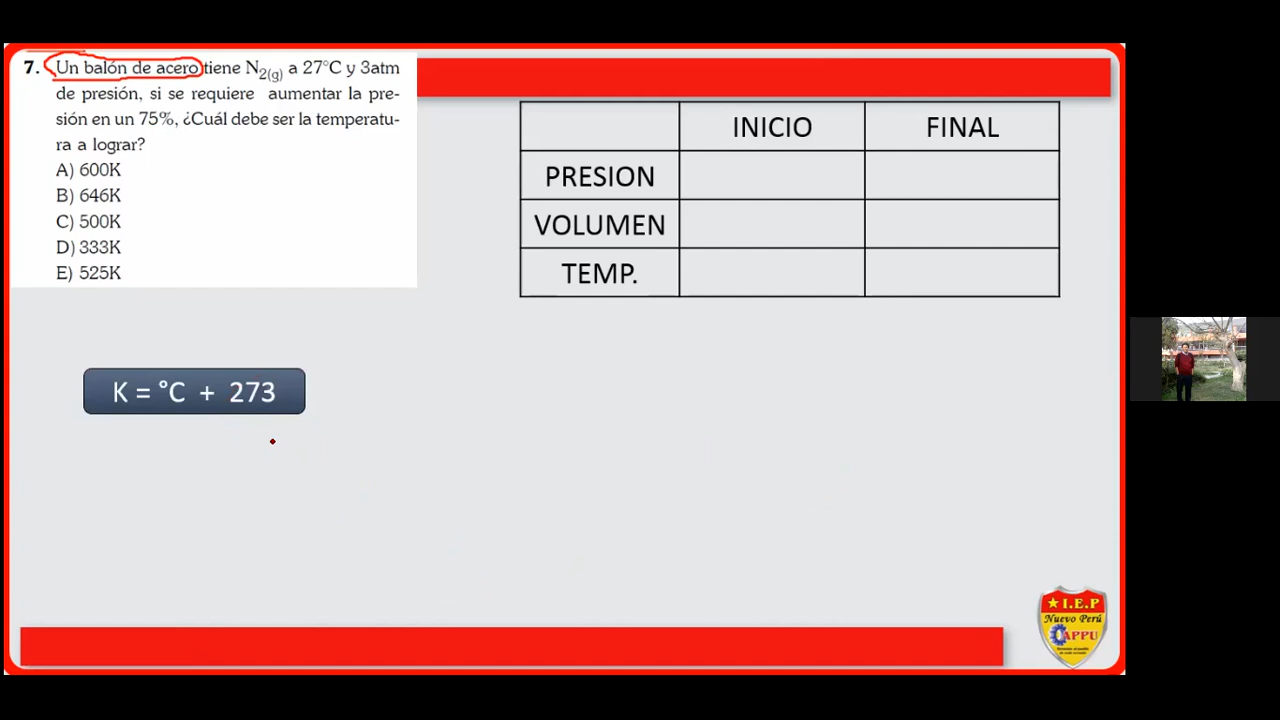 7. Un balón de acero tiene N2(g) a 27°C y 3atm
de presión, si se requiere aumentar la pre-
sión en un 75%, ¿Cuál debe ser la temperatu-
ra a lograr?
A) 600K
B) 646K
C) 500K
D) 333K
E) 525K
INICIO FINAL
PRESION
VOLUMEN
TEMP.
K = °C + 273
I.E.P
Nuevo Perú
APPU